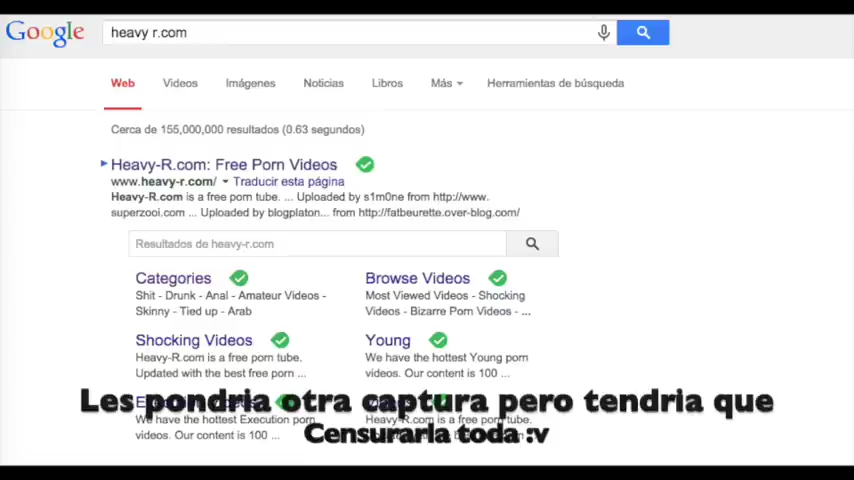 Google heavy r.com
Web Videos Imágenes Noticias Libros Más Herramientas de búsqueda
Cerca de 155,000,000 resultados (0.63 segundos)
Heavy-R.com: Free Porn Videos
www.heavy-r.com/ Traducir esta página
Heavy-R.com is a free porn tube. ... Uploaded by s1m0ne from http://www.
superzooi.com ... Uploaded by blogplaton... from http://fatbeurette.over-blog.com/
Resultados de heavy-r.com
Categories
Shit - Drunk - Anal - Amateur Videos -
Skinny - Tied up - Arab
Browse Videos
Most Viewed Videos - Shocking
Videos - Bizarre Porn Videos - ...
Shocking Videos
Heavy-R.com is a free porn tube.
Updated with the best free porn ...
Young
We have the hottest Young porn
videos. Our content is 100 ...
We have the hottest Execution porn
videos. Our content is 100 ...
Heavy-R.com is a free porn
Les pondria otra captura pero tendria que
Censurarla toda :v